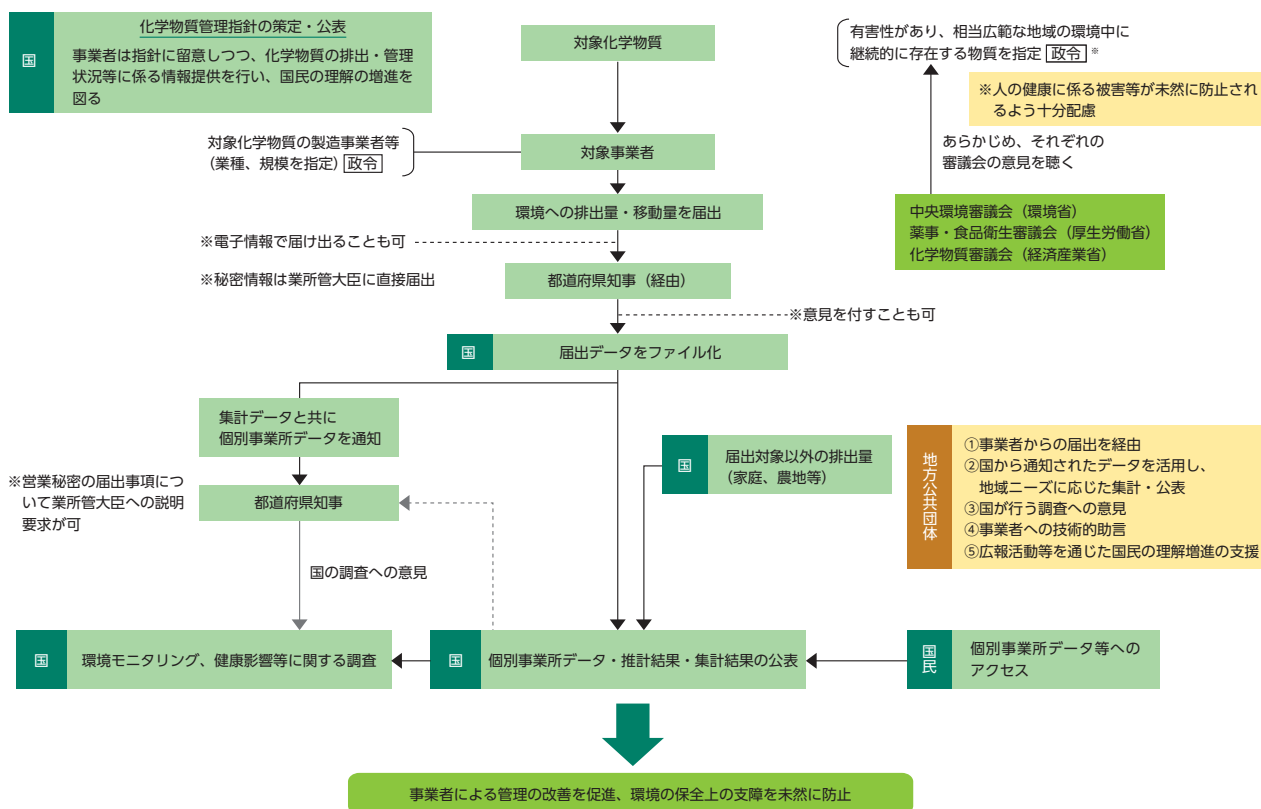 国
化学物質管理指針の策定・公表
事業者は指針に留意しつつ、化学物質の排出・管理
状況等に係る情報提供を行い、国民の理解の増進を
図る
対象化学物質
有害性があり、相当広範な地域の環境中に
継続的に存在する物質を指定 政令 ※
※人の健康に係る被害等が未然に防止され
るよう十分配慮
対象化学物質の製造事業者等
(業種、規模を指定) 政令
対象事業者
あらかじめ、それぞれの
審議会の意見を聴く
環境への排出量・移動量を届出
中央環境審議会（環境省）
薬事・食品衛生審議会（厚生労働省）
化学物質審議会（経済産業省）
※電子情報で届け出ることも可
※秘密情報は業所管大臣に直接届出
都道府県知事（経由）
※意見を付すことも可
国
届出データをファイル化
集計データと共に
個別事業所データを通知
国
届出対象以外の排出量
（家庭、農地等）
地方公共団体
①事業者からの届出を経由
②国から通知されたデータを活用し、
地域ニーズに応じた集計・公表
③国が行う調査への意見
④事業者への技術的助言
⑤広報活動等を通じた国民の理解増進の支援
※営業秘密の届出事項につ
いて業所管大臣への説明
要求が可
都道府県知事
国の調査への意見
国
環境モニタリング、健康影響等に関する調査
国
個別事業所データ・推計結果・集計結果の公表
国民
個別事業所データ等への
アクセス
事業者による管理の改善を促進、環境の保全上の支障を未然に防止